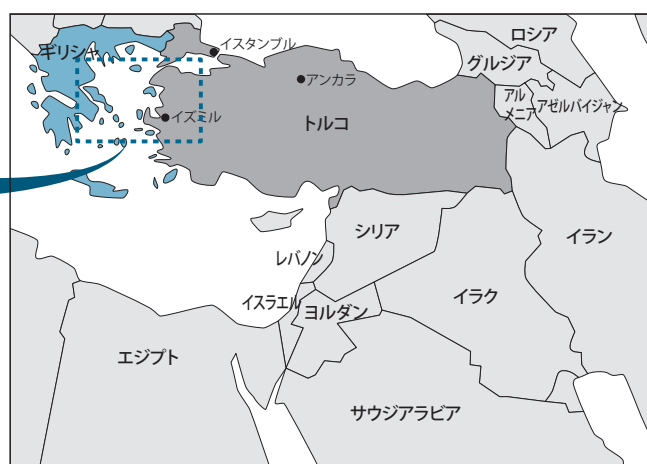 ロシア
ギリシャ
イスタンブル
グルジア
アンカラ
アル
メニア
アゼルバイジャン
イズミル
トルコ
シリア
イラン
レバノン
イスラエル
ヨルダン
イラク
エジプト
サウジアラビア